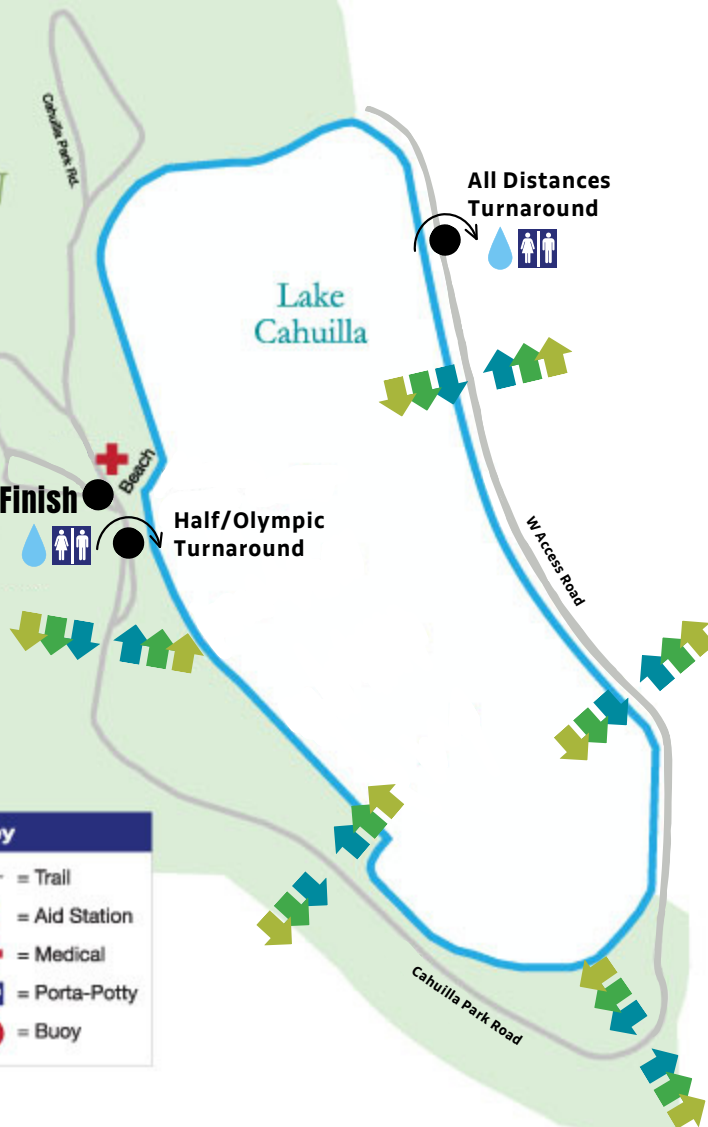 Cahuilla Park Rd.
All Distances
Turnaround
Lake
Cahuilla
Beach
Finish
Half/Olympic
Turnaround
W Access Road
= Trail
= Aid Station
= Medical
= Porta-Potty
= Buoy
Cahuilla Park Road